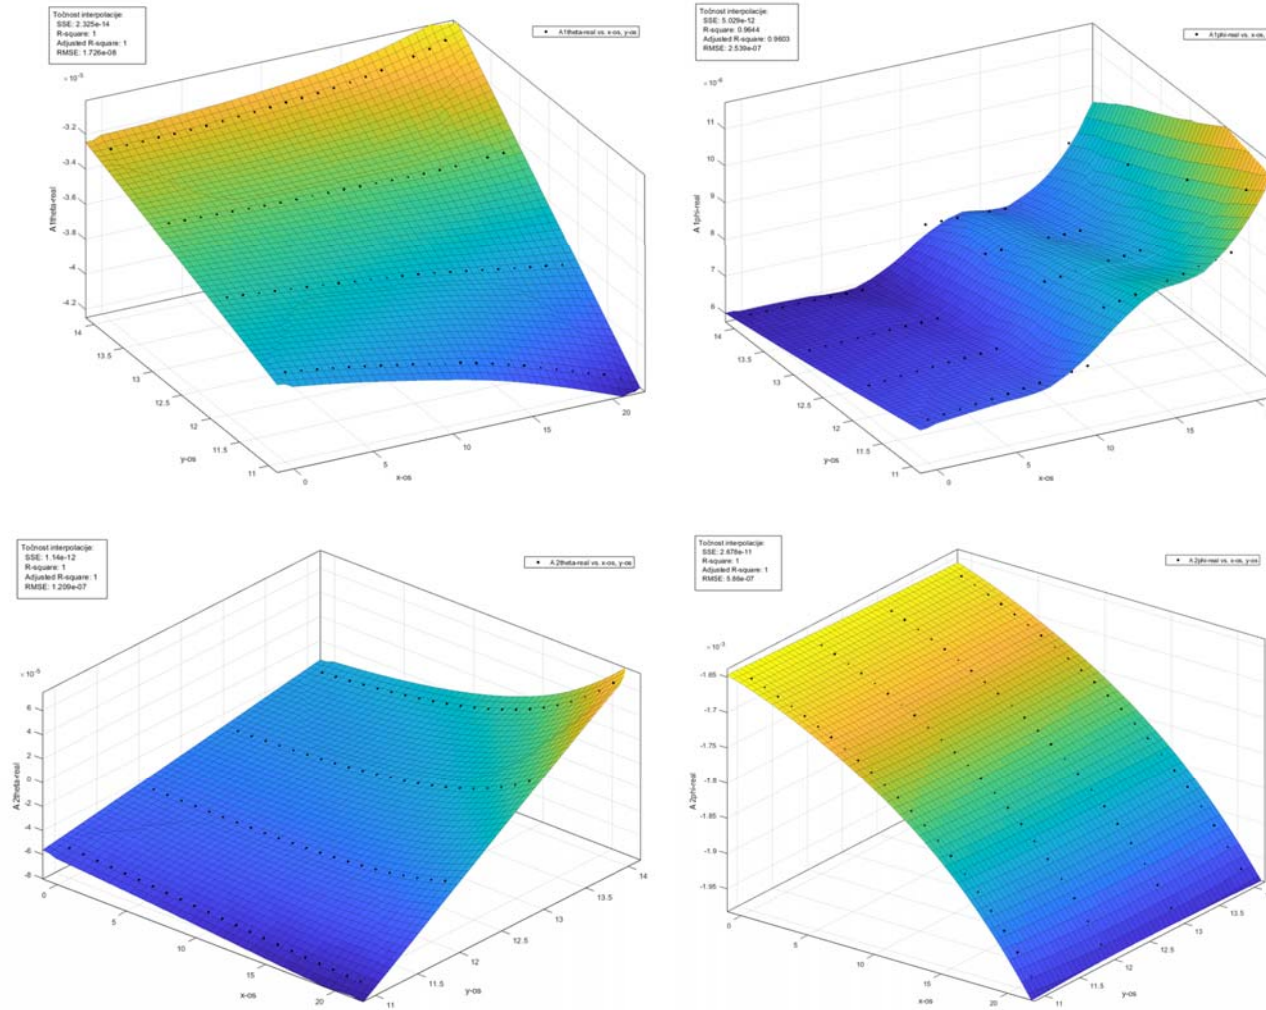 Točnost interpolacije:
SSE: 2.325e-14
R-square: 1
Adjusted R-square: 1
RMSE: 1.726e-08
A1theta-real vs. x-os, y-os
× 10⁻⁵
-3.2
-3.4
-3.6
-3.8
-4
-4.2
A1theta-real
14
13.5
13
12.5
12
11.5
11
y-os
0
5
10
15
20
x-os
Točnost interpolacije:
SSE: 5.029e-12
R-square: 0.9644
Adjusted R-square: 0.9603
RMSE: 2.539e-07
A1phi-real vs. x-os,
× 10⁻⁶
11
10
9
8
7
6
A1phi-real
14
13.5
13
12.5
12
11.5
11
y-os
0
5
10
15
x-os
Točnost interpolacije:
SSE: 1.14e-12
R-square: 1
Adjusted R-square: 1
RMSE: 1.209e-07
A2theta-real vs. x-os, y-os
× 10⁻⁵
6
4
2
0
-2
-4
-6
-8
A2theta-real
0
5
10
15
20
x-os
11
11.5
12
12.5
13
13.5
14
y-os
Točnost interpolacije:
SSE: 2.678e-11
R-square: 1
Adjusted R-square: 1
RMSE: 5.86e-07
A2phi-real vs. x-os, y-os
× 10⁻³
-1.65
-1.7
-1.75
-1.8
-1.85
-1.9
-1.95
A2phi-real
0
5
10
15
20
x-os
11
11.5
12
12.5
13
13.5
y-os